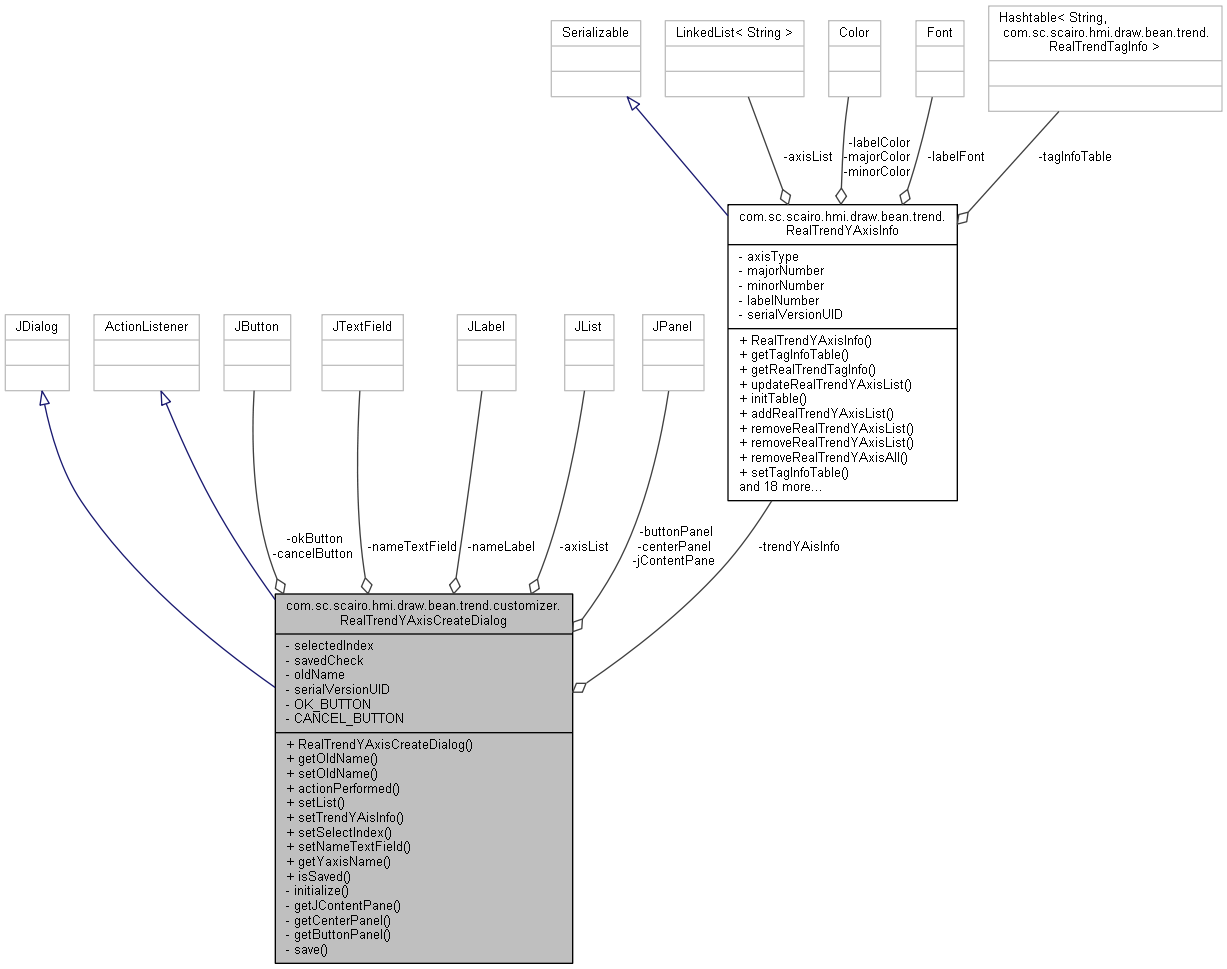 Serializable
LinkedList< String >
Color
Font
Hashtable< String,
com.sc.scairo.hmi.draw.bean.trend.
RealTrendTagInfo >
-axisList
-labelColor
-majorColor
-minorColor
-labelFont
-tagInfoTable
com.sc.scairo.hmi.draw.bean.trend.
RealTrendYAxisInfo
- axisType
- majorNumber
- minorNumber
- labelNumber
- serialVersionUID
+ RealTrendYAxisInfo()
+ getTagInfoTable()
+ getRealTrendTagInfo()
+ updateRealTrendYAxisList()
+ initTable()
+ addRealTrendYAxisList()
+ removeRealTrendYAxisList()
+ removeRealTrendYAxisList()
+ removeRealTrendYAxisAll()
+ setTagInfoTable()
and 18 more...
JDialog
ActionListener
JButton
JTextField
JLabel
JList
JPanel
-okButton
-cancelButton
-nameTextField
-nameLabel
-axisList
-buttonPanel
-centerPanel
-jContentPane
-trendYAisInfo
com.sc.scairo.hmi.draw.bean.trend.customizer.
RealTrendYAxisCreateDialog
- selectedIndex
- savedCheck
- oldName
- serialVersionUID
- OK_BUTTON
- CANCEL_BUTTON
+ RealTrendYAxisCreateDialog()
+ getOldName()
+ setOldName()
+ actionPerformed()
+ setList()
+ setTrendYAisInfo()
+ setSelectIndex()
+ setNameTextField()
+ getYaxisName()
+ isSaved()
- initialize()
- getJContentPane()
- getCenterPanel()
- getButtonPanel()
- save()